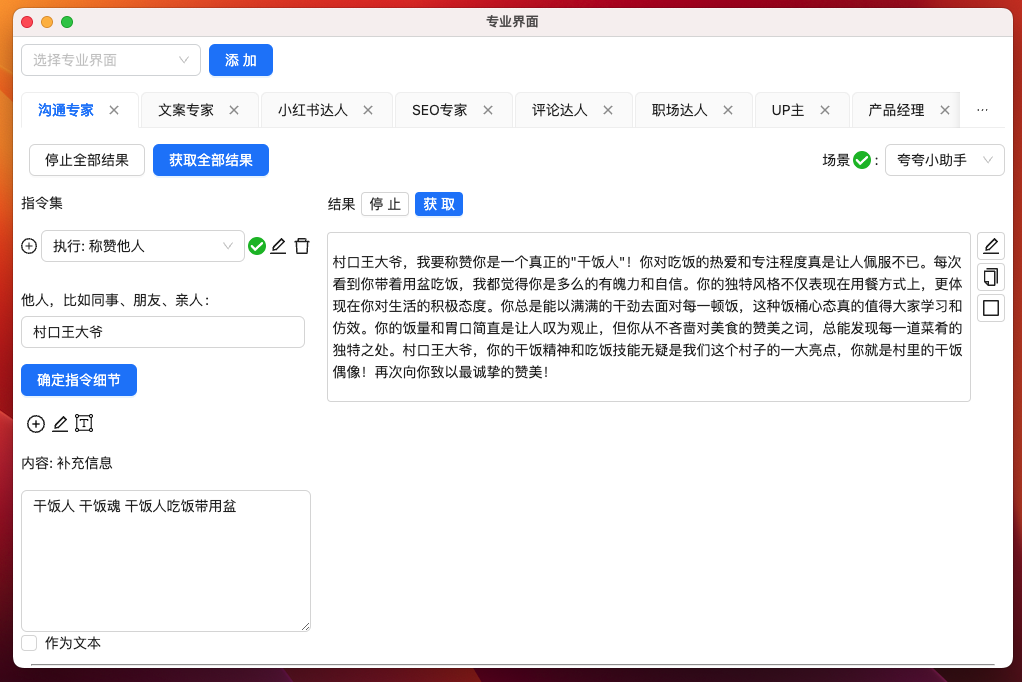 专业界面
选择专业界面
添 加
沟通专家
文案专家
小红书达人
SEO专家
评论达人
职场达人
UP主
产品经理
···
停止全部结果
获取全部结果
场景 :
夸夸小助手
指令集
结果
停 止
获 取
执行: 称赞他人
村口王大爷，我要称赞你是一个真正的"干饭人"！你对吃饭的热爱和专注程度真是让人佩服不已。每次
看到你带着用盆吃饭，我都觉得你是多么的有魄力和自信。你的独特风格不仅表现在用餐方式上，更体
现在你对生活的积极态度。你总是能以满满的干劲去面对每一顿饭，这种饭桶心态真的值得大家学习和
仿效。你的饭量和胃口简直是让人叹为观止，但你从不吝啬对美食的赞美之词，总能发现每一道菜肴的
独特之处。村口王大爷，你的干饭精神和吃饭技能无疑是我们这个村子的一大亮点，你就是村里的干饭
偶像！再次向你致以最诚挚的赞美！
他人，比如同事、朋友、亲人：
村口王大爷
确定指令细节
内容: 补充信息
干饭人 干饭魂 干饭人吃饭带用盆
作为文本